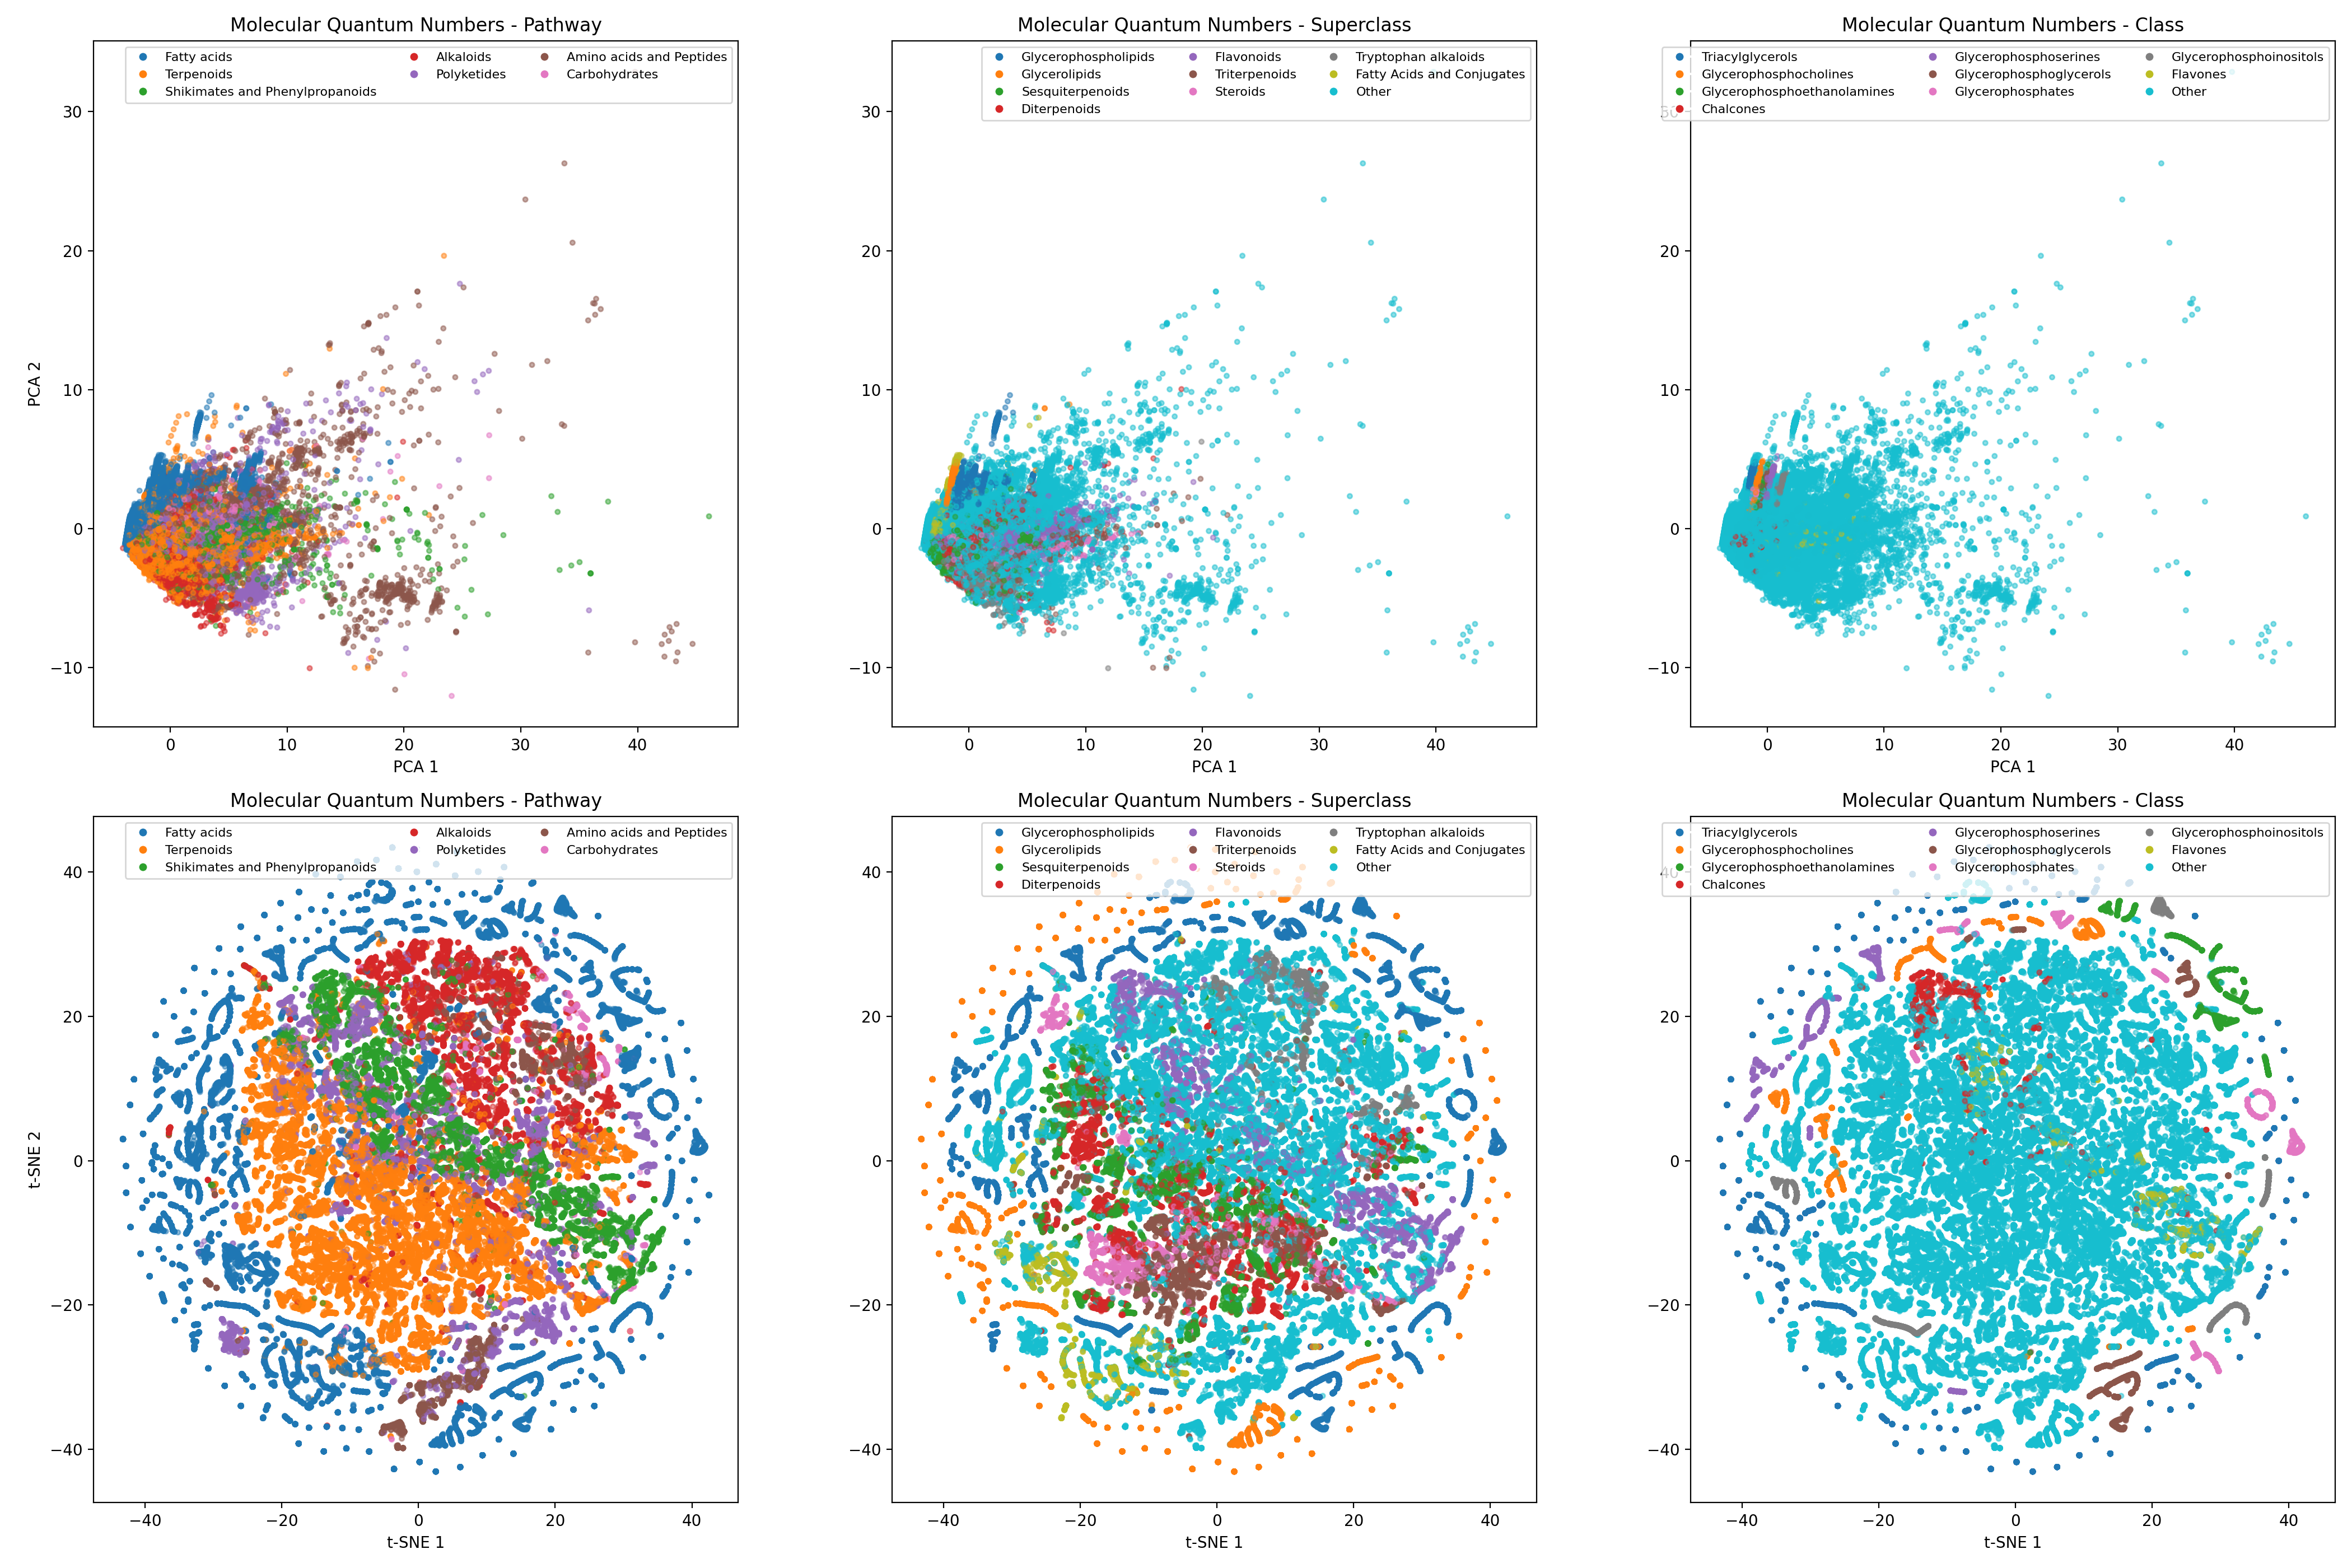 Molecular Quantum Numbers - Pathway
Fatty acids
Terpenoids
Shikimates and Phenylpropanoids
Alkaloids
Polyketides
Amino acids and Peptides
Carbohydrates
30
20
10
0
−10
PCA 2
0 10 20 30 40
PCA 1
Molecular Quantum Numbers - Superclass
Glycerophospholipids
Glycerolipids
Sesquiterpenoids
Diterpenoids
Flavonoids
Triterpenoids
Steroids
Tryptophan alkaloids
Fatty Acids and Conjugates
Other
30
20
10
0
−10
0 10 20 30 40
PCA 1
Molecular Quantum Numbers - Class
Triacylglycerols
Glycerophosphocholines
Glycerophosphoethanolamines
Chalcones
Glycerophosphoserines
Glycerophosphoglycerols
Glycerophosphates
Glycerophosphoinositols
Flavones
Other
30
20
10
0
−10
0 10 20 30 40
PCA 1
Molecular Quantum Numbers - Pathway
Fatty acids
Terpenoids
Shikimates and Phenylpropanoids
Alkaloids
Polyketides
Amino acids and Peptides
Carbohydrates
40
20
0
−20
−40
t-SNE 2
−40 −20 0 20 40
t-SNE 1
Molecular Quantum Numbers - Superclass
Glycerophospholipids
Glycerolipids
Sesquiterpenoids
Diterpenoids
Flavonoids
Triterpenoids
Steroids
Tryptophan alkaloids
Fatty Acids and Conjugates
Other
40
20
0
−20
−40
−40 −20 0 20 40
t-SNE 1
Molecular Quantum Numbers - Class
Triacylglycerols
Glycerophosphocholines
Glycerophosphoethanolamines
Chalcones
Glycerophosphoserines
Glycerophosphoglycerols
Glycerophosphates
Glycerophosphoinositols
Flavones
Other
40
20
0
−20
−40
−40 −20 0 20 40
t-SNE 1